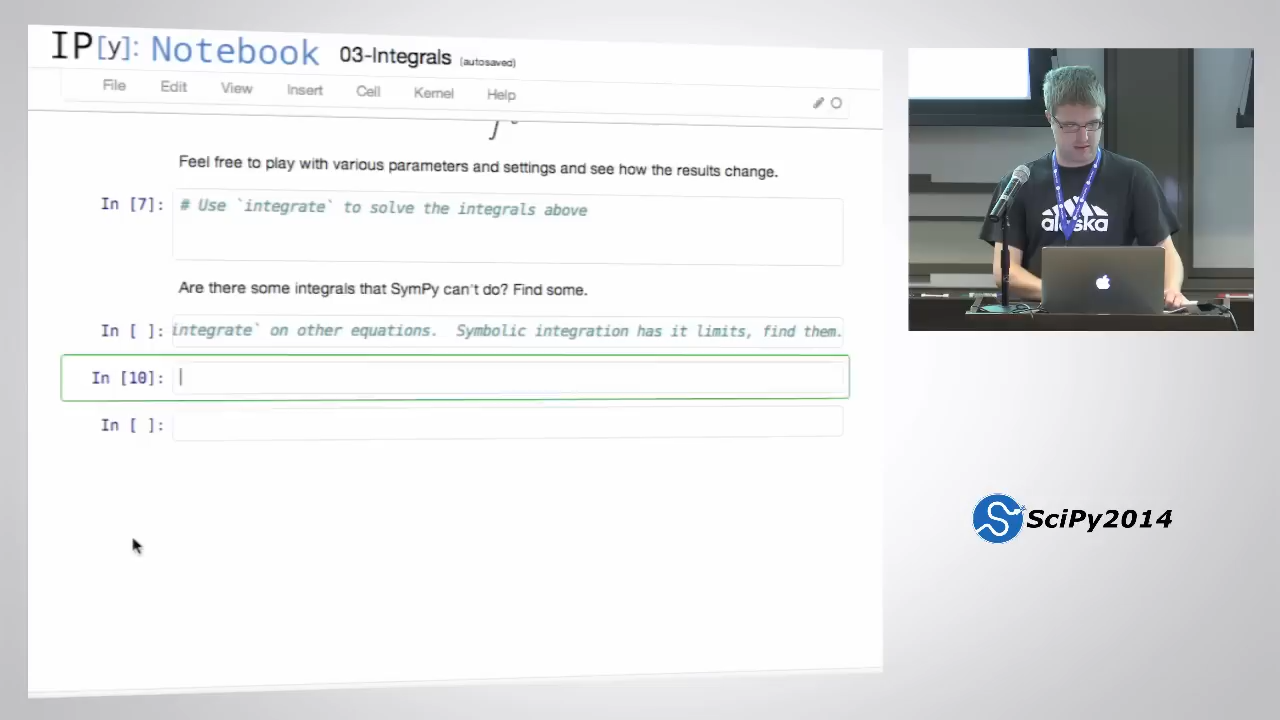 IP[y]: Notebook 03-Integrals (autosaved)
File Edit View Insert Cell Kernel Help
Feel free to play with various parameters and settings and see how the results change.
In [7]: # Use `integrate` to solve the integrals above
Are there some integrals that SymPy can't do? Find some.
In [ ]: integrate` on other equations. Symbolic integration has it limits, find them.
In [10]:
In [ ]:
alaska
SciPy2014